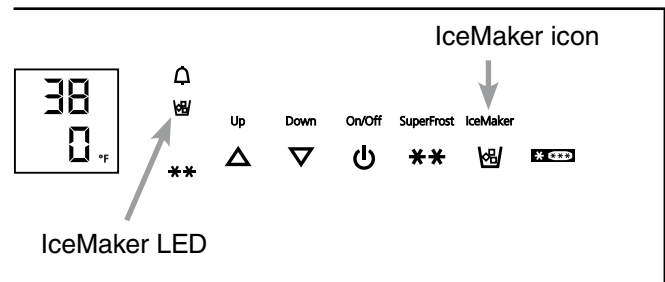 IceMaker icon
38
0 °F
Up Down On/Off SuperFrost IceMaker
IceMaker LED